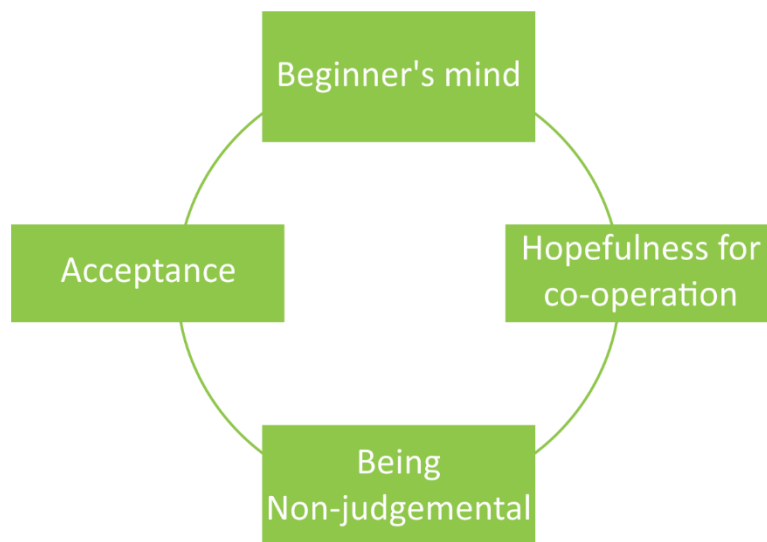 Beginner's mind
Acceptance
Hopefulness for
co-operation
Being
Non-judgemental